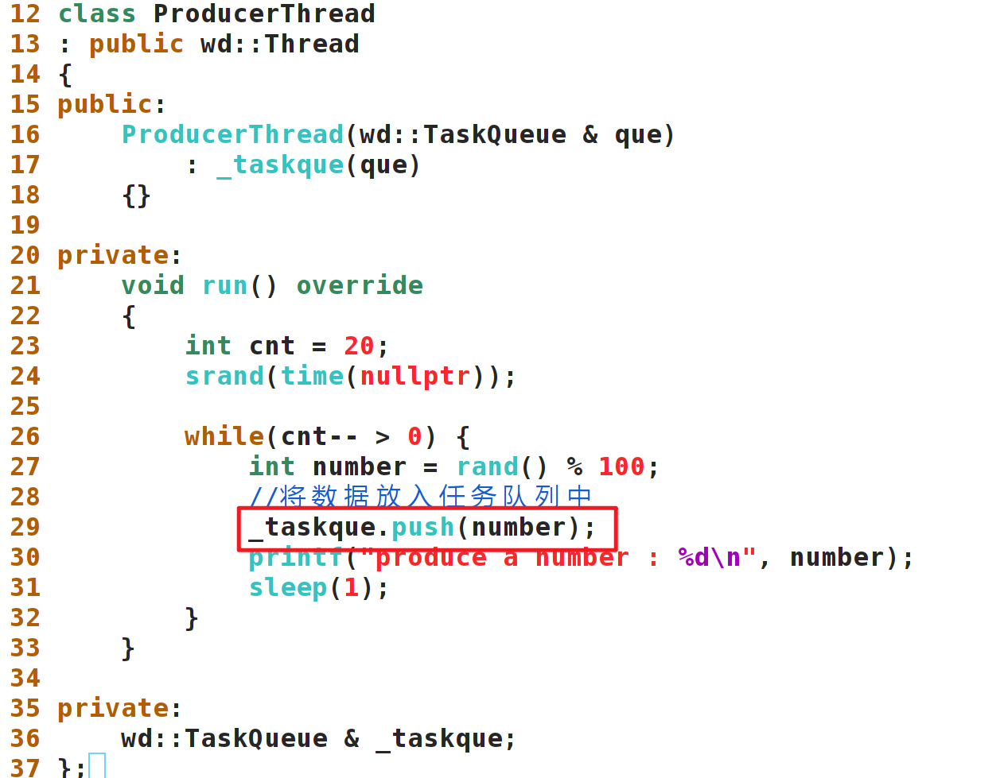 12 class ProducerThread
13 : public wd::Thread
14 {
15 public:
16     ProducerThread(wd::TaskQueue & que)
17         : _taskque(que)
18     {}
19
20 private:
21     void run() override
22     {
23         int cnt = 20;
24         srand(time(nullptr));
25
26         while(cnt-- > 0) {
27             int number = rand() % 100;
28             //将数据放入任务队列中
29             _taskque.push(number);
30             printf("produce a number : %d\n", number);
31             sleep(1);
32         }
33     }
34
35 private:
36     wd::TaskQueue & _taskque;
37 };